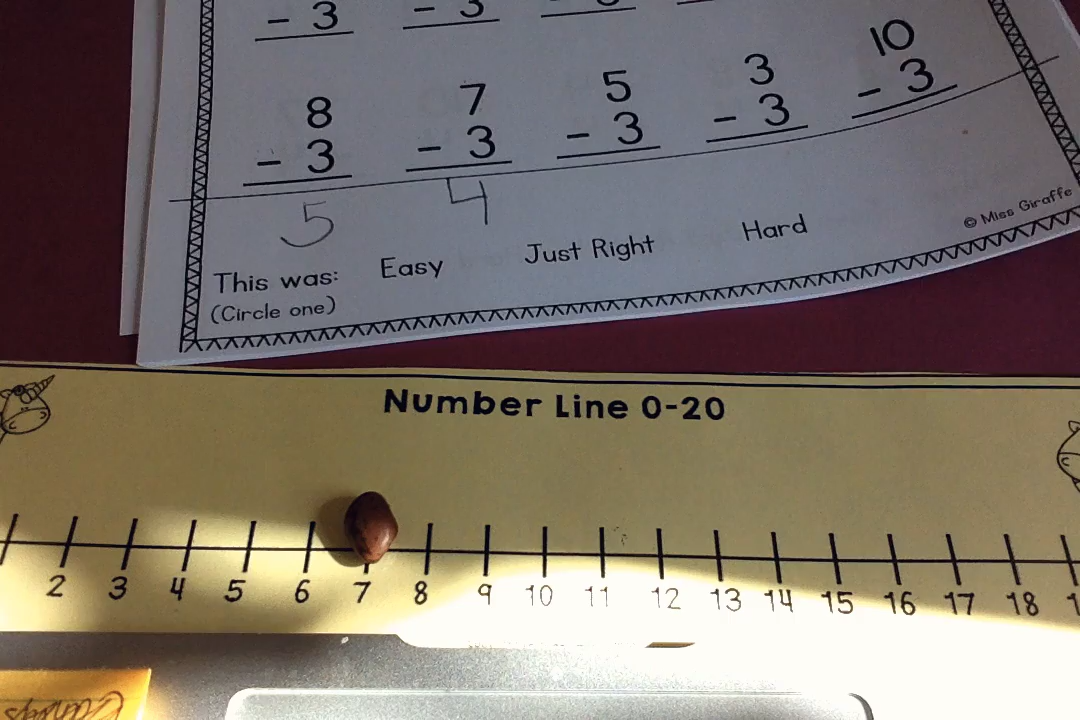 - 3 - 3
8 7 5 3 10
- 3 - 3 - 3 - 3 - 3
5 4
This was: Easy Just Right Hard
(Circle one)
© Miss Giraffe
Number Line 0-20
2 3 4 5 6 7 8 9 10 11 12 13 14 15 16 17 18